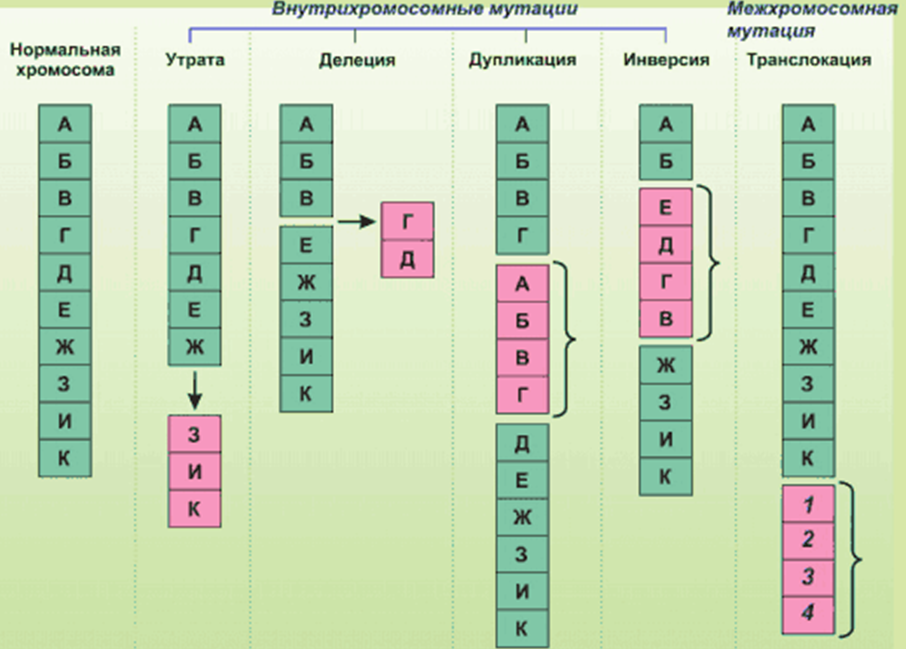 Внутрихромосомные мутации
Межхромосомная
мутация
Нормальная
хромосома
Утрата
Делеция
Дупликация
Инверсия
Транслокация
А
Б
В
Г
Д
Е
Ж
З
И
К
А
Б
В
Г
Д
Е
Ж
З
И
К
А
Б
В
Е
Ж
З
И
К
Г
Д
А
Б
В
Г
А
Б
В
Г
Д
Е
Ж
З
И
К
А
Б
Е
Д
Г
В
Ж
З
И
К
А
Б
В
Г
Д
Е
Ж
З
И
К
1
2
3
4